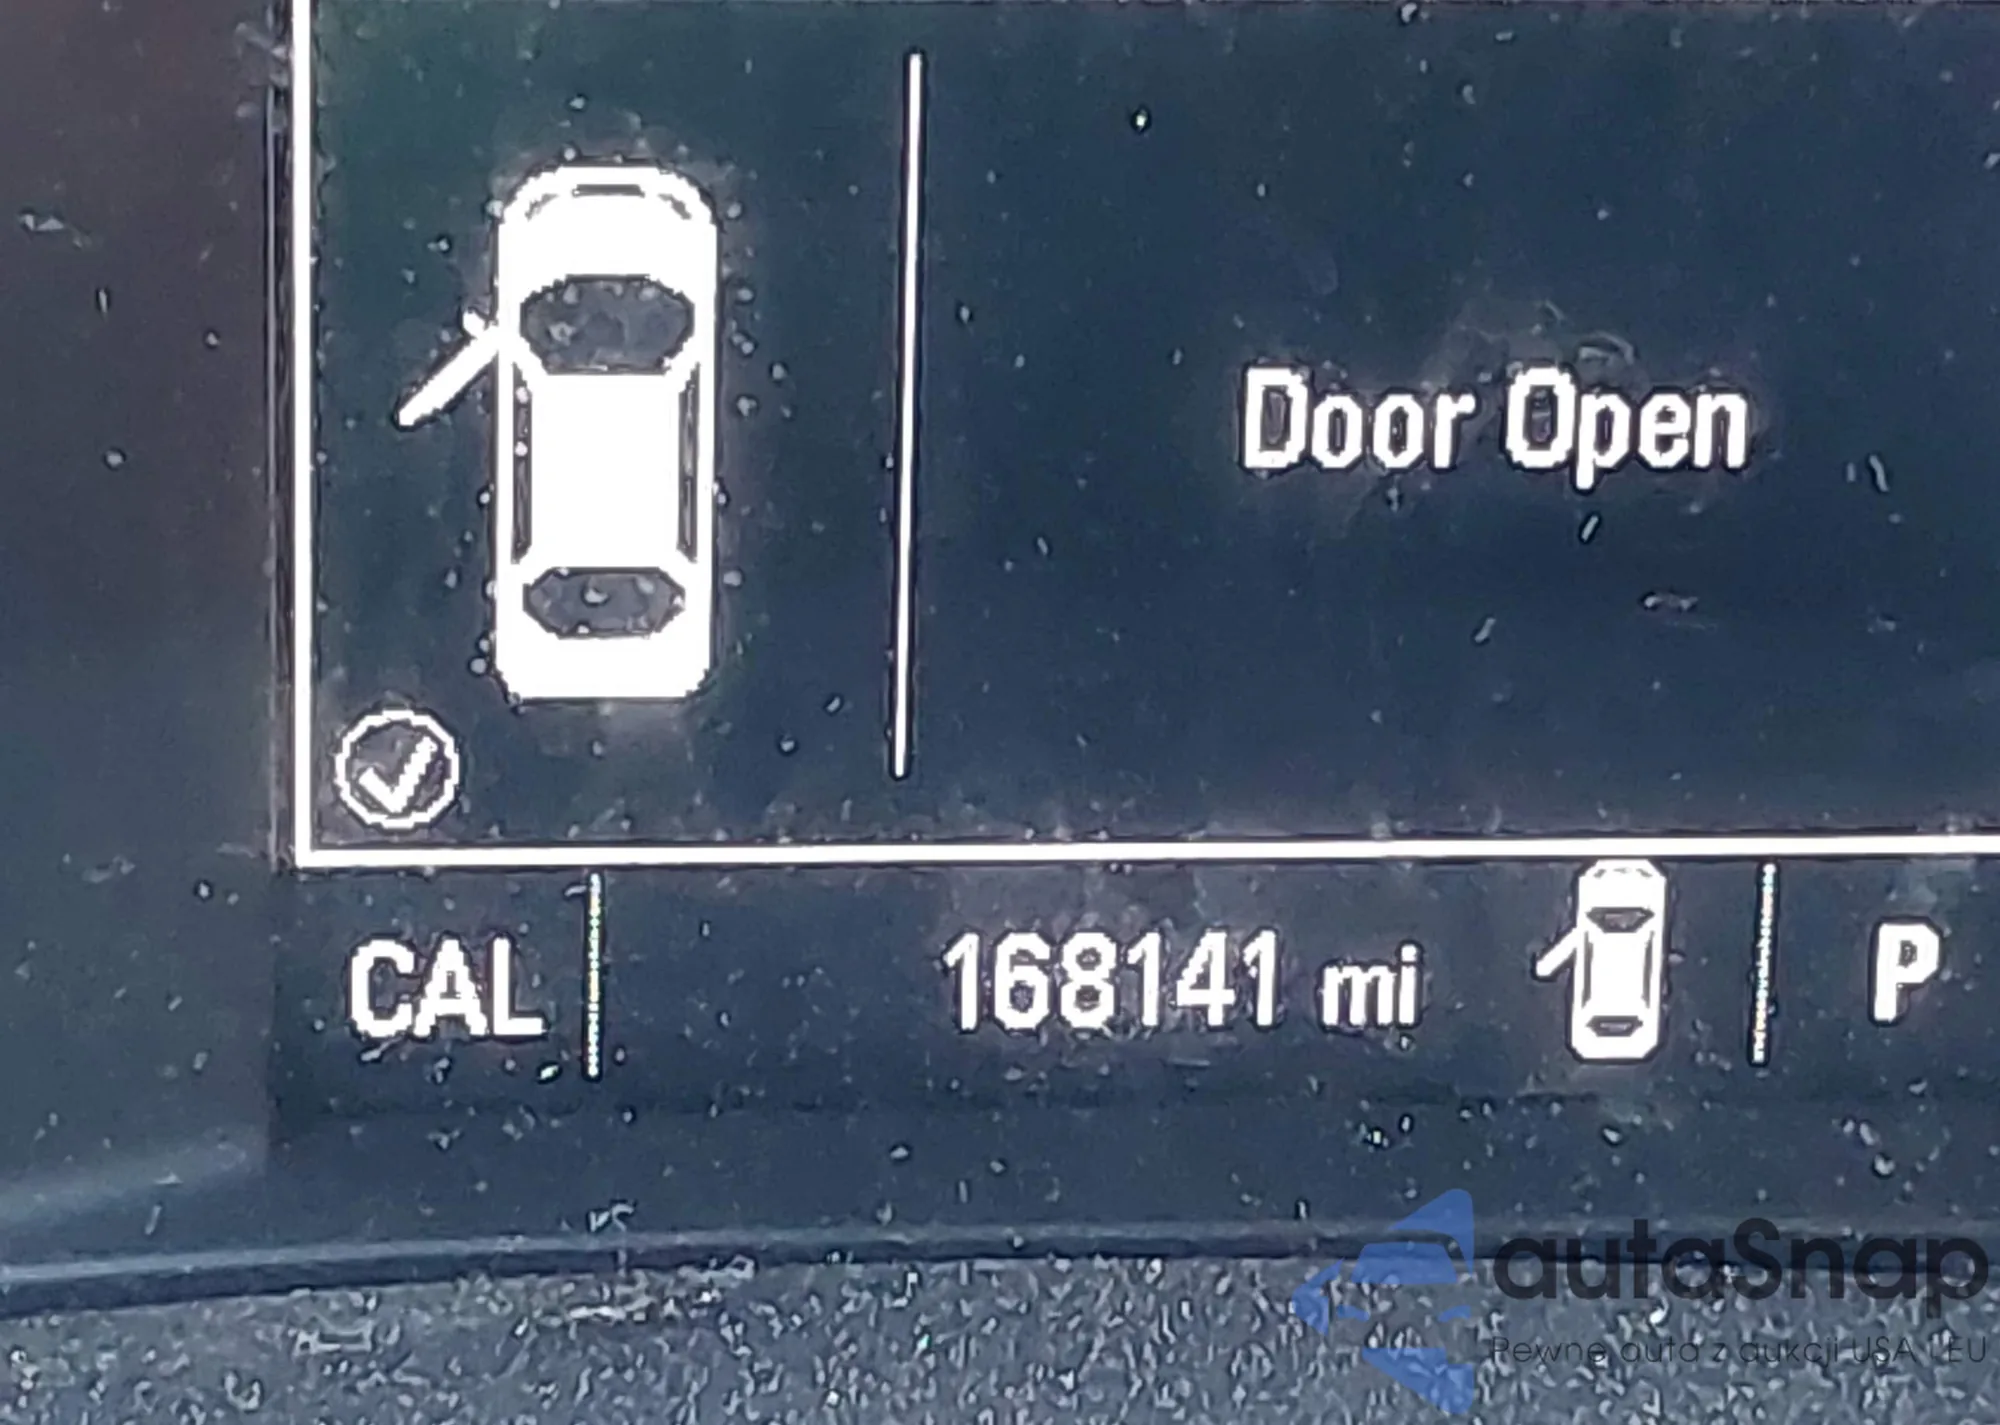 Door Open
CAL 168141 mi P
autaSnap
Pewne auta z aukcji USA i EU